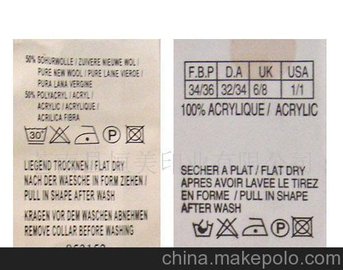 50% SCHURWOLLE / ZUIVERE NIEUWE WOL /
PURE NEW WOOL / PURE LAINE VIERGE /
PURA LANA VERGINE
50% POLYACRYL / ACRYL /
ACRYLIC / ACRYLIQUE /
ACRILICA FIBRA
30°
LIEGEND TROCKNEN / FLAT DRY
NACH DER WAESCHE IN FORM ZIEHEN /
PULL IN SHAPE
AFTER WASH
KRAGEN VOR DEM WASCHEN ABNEHMEN
REMOVE COLLAR BEFORE WASHING
F.B.P D.A UK USA
34/36 32/34 6/8 1/1
100% ACRYLIQUE / ACRYLIC
SECHER A PLAT / FLAT DRY
APRES AVOIR LAVEE LE TIREZ
EN FORME / PULL IN SHAPE
AFTER WASH
china.makepolo.com